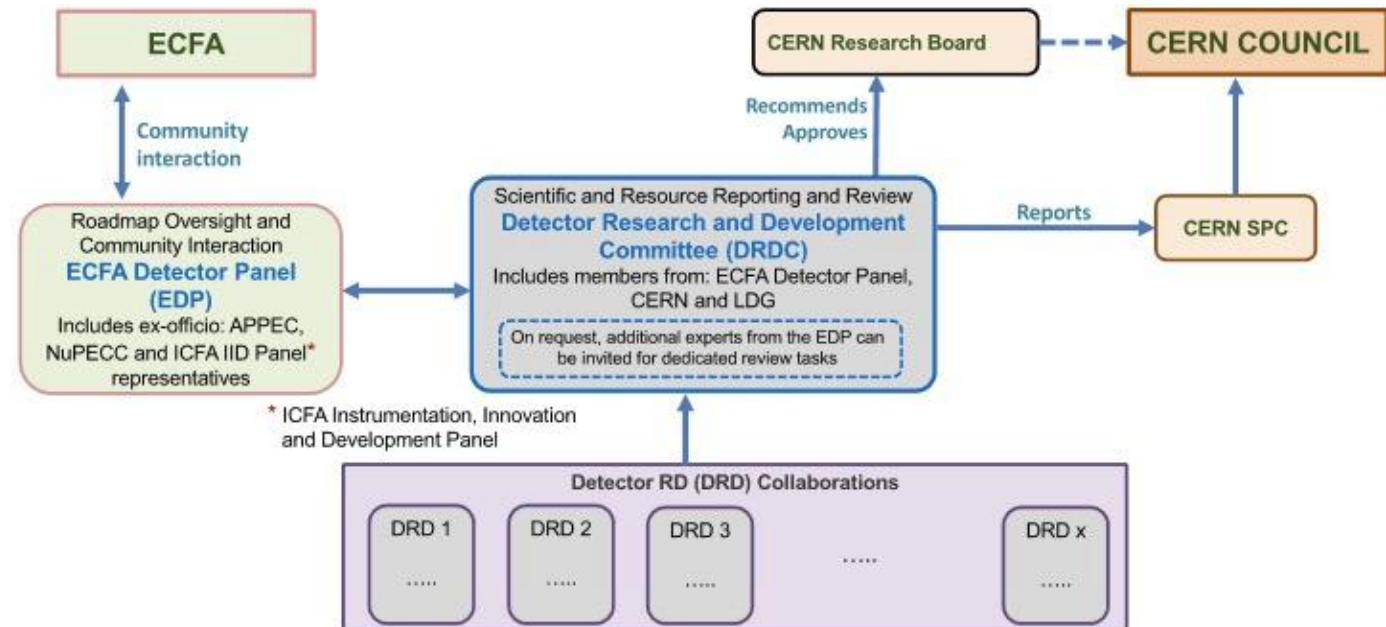 ECFA
CERN Research Board
CERN COUNCIL
Community
interaction
Recommends
Approves
Roadmap Oversight and
Community Interaction
ECFA Detector Panel
(EDP)
Includes ex-officio: APPEC,
NuPECC and ICFA IID Panel*
representatives
Scientific and Resource Reporting and Review
Detector Research and Development
Committee (DRDC)
Includes members from: ECFA Detector Panel,
CERN and LDG
On request, additional experts from the EDP can
be invited for dedicated review tasks
Reports
CERN SPC
* ICFA Instrumentation, Innovation
and Development Panel
Detector RD (DRD) Collaborations
DRD 1
.....
DRD 2
.....
DRD 3
.....
.....
DRD x
.....